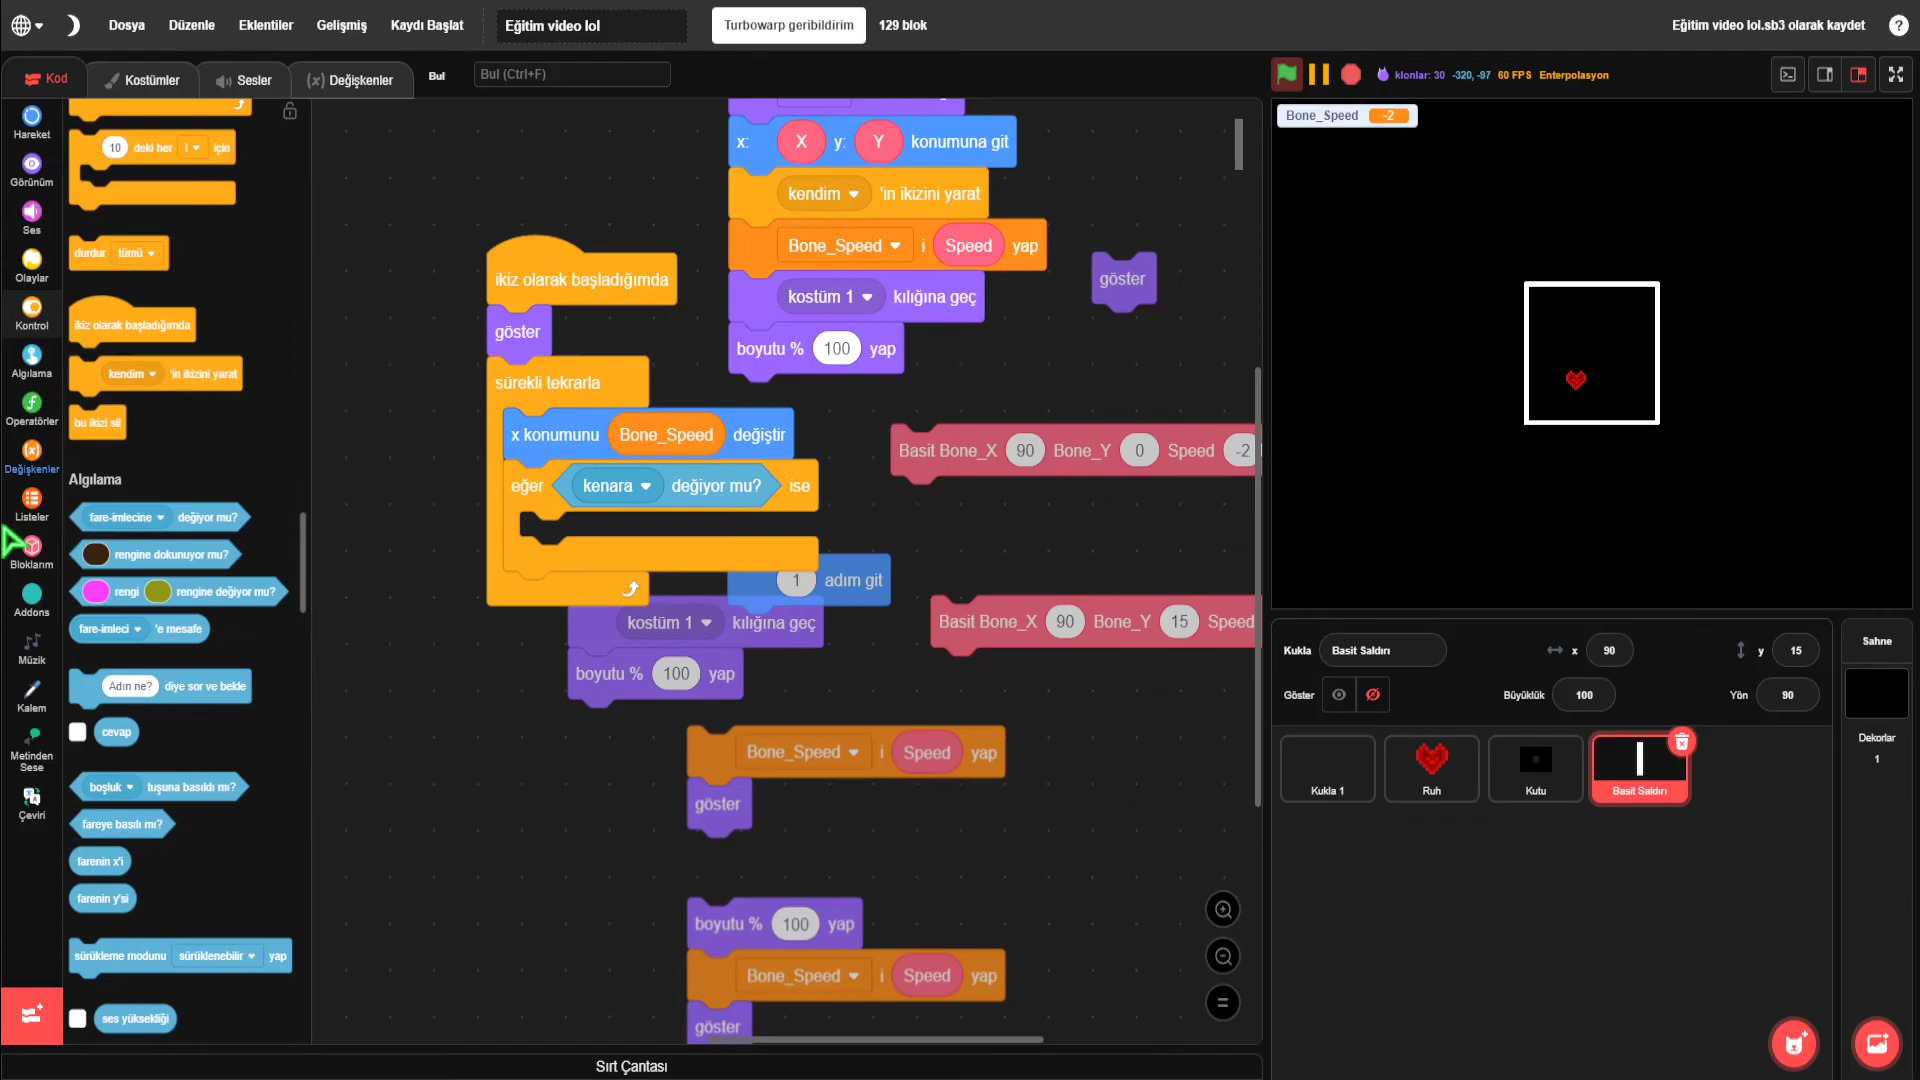 Dosya Düzenle Eklentiler Gelişmiş Kaydı Başlat Eğitim video lol Turbowarp geribildirim 129 blok Eğitim video lol.sb3 olarak kaydet ?
Kod Kostümler Sesler (x) Değişkenler Bul Bul (Ctrl+F)
klonlar: 30 -320, -97 60 FPS Enterpolasyon
Hareket
Görünüm
Ses
Olaylar
Kontrol
Algılama
Operatörler
Değişkenler
Listeler
Bloklarım
Addons
Müzik
Kalem
Metinden
Sese
Çeviri
10 deki her i için
durdur tümü
ikiz olarak başladığımda
kendim 'in ikizini yarat
bu ikizi sil
Algılama
fare-imlecine değiyor mu?
rengine dokunuyor mu?
rengi rengine değiyor mu?
fare-imleci 'e mesafe
Adın ne? diye sor ve bekle
cevap
boşluk tuşuna basıldı mı?
fareye basılı mı?
farenin x'i
farenin y'si
sürükleme modunu sürüklenebilir yap
ses yüksekliği
x: X y: Y konumuna git
kendim 'in ikizini yarat
Bone_Speed i Speed yap
kostüm 1 kılığına geç
boyutu % 100 yap
göster
ikiz olarak başladığımda
göster
sürekli tekrarla
x konumunu Bone_Speed değiştir
eğer kenara değiyor mu? ise
1 adım git
kostüm 1 kılığına geç
boyutu % 100 yap
Basit Bone_X 90 Bone_Y 0 Speed -2
Basit Bone_X 90 Bone_Y 15 Speed
Bone_Speed i Speed yap
göster
boyutu % 100 yap
Bone_Speed i Speed yap
göster
Sırt Çantası
Bone_Speed -2
Kukla Basit Saldırı x 90 y 15
Göster Büyüklük 100 Yön 90
Kukla 1 Ruh Kutu Basit Saldırı
Sahne
Dekorlar
1